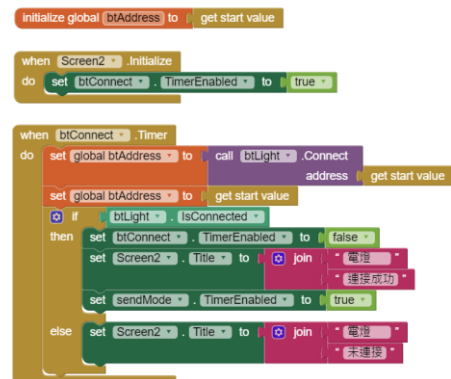 initialize global btAddress to get start value
when Screen2 .Initialize
do set btConnect . TimerEnabled to true
when btConnect .Timer
do set global btAddress to call btLight .Connect
address get start value
set global btAddress to get start value
if btLight . IsConnected
then set btConnect . TimerEnabled to false
set Screen2 . Title to join " 電燈 "
" 連接成功 "
set sendMode . TimerEnabled to true
else set Screen2 . Title to join " 電燈 "
" 未連接 "